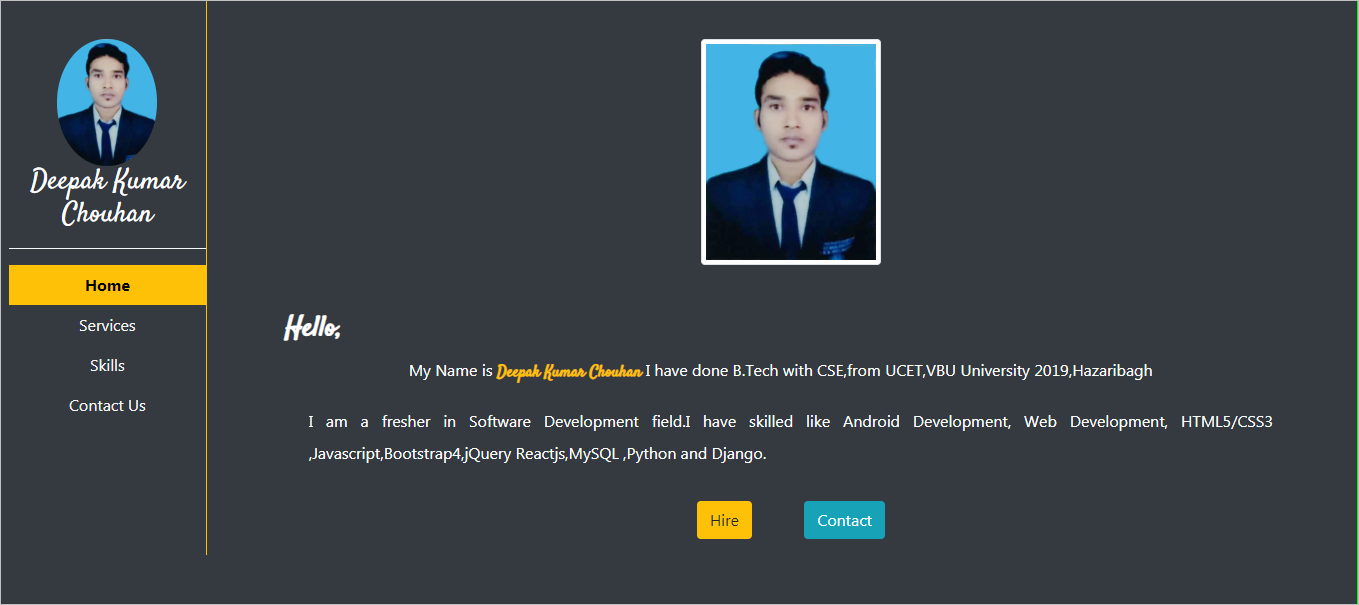 Deepak Kumar
Chouhan
Home
Services
Skills
Contact Us
Hello,
My Name is Deepak Kumar Chouhan I have done B.Tech with CSE,from UCET,VBU University 2019,Hazaribagh
I am a fresher in Software Development field.I have skilled like Android Development, Web Development, HTML5/CSS3
,Javascript,Bootstrap4,jQuery Reactjs,MySQL ,Python and Django.
Hire
Contact